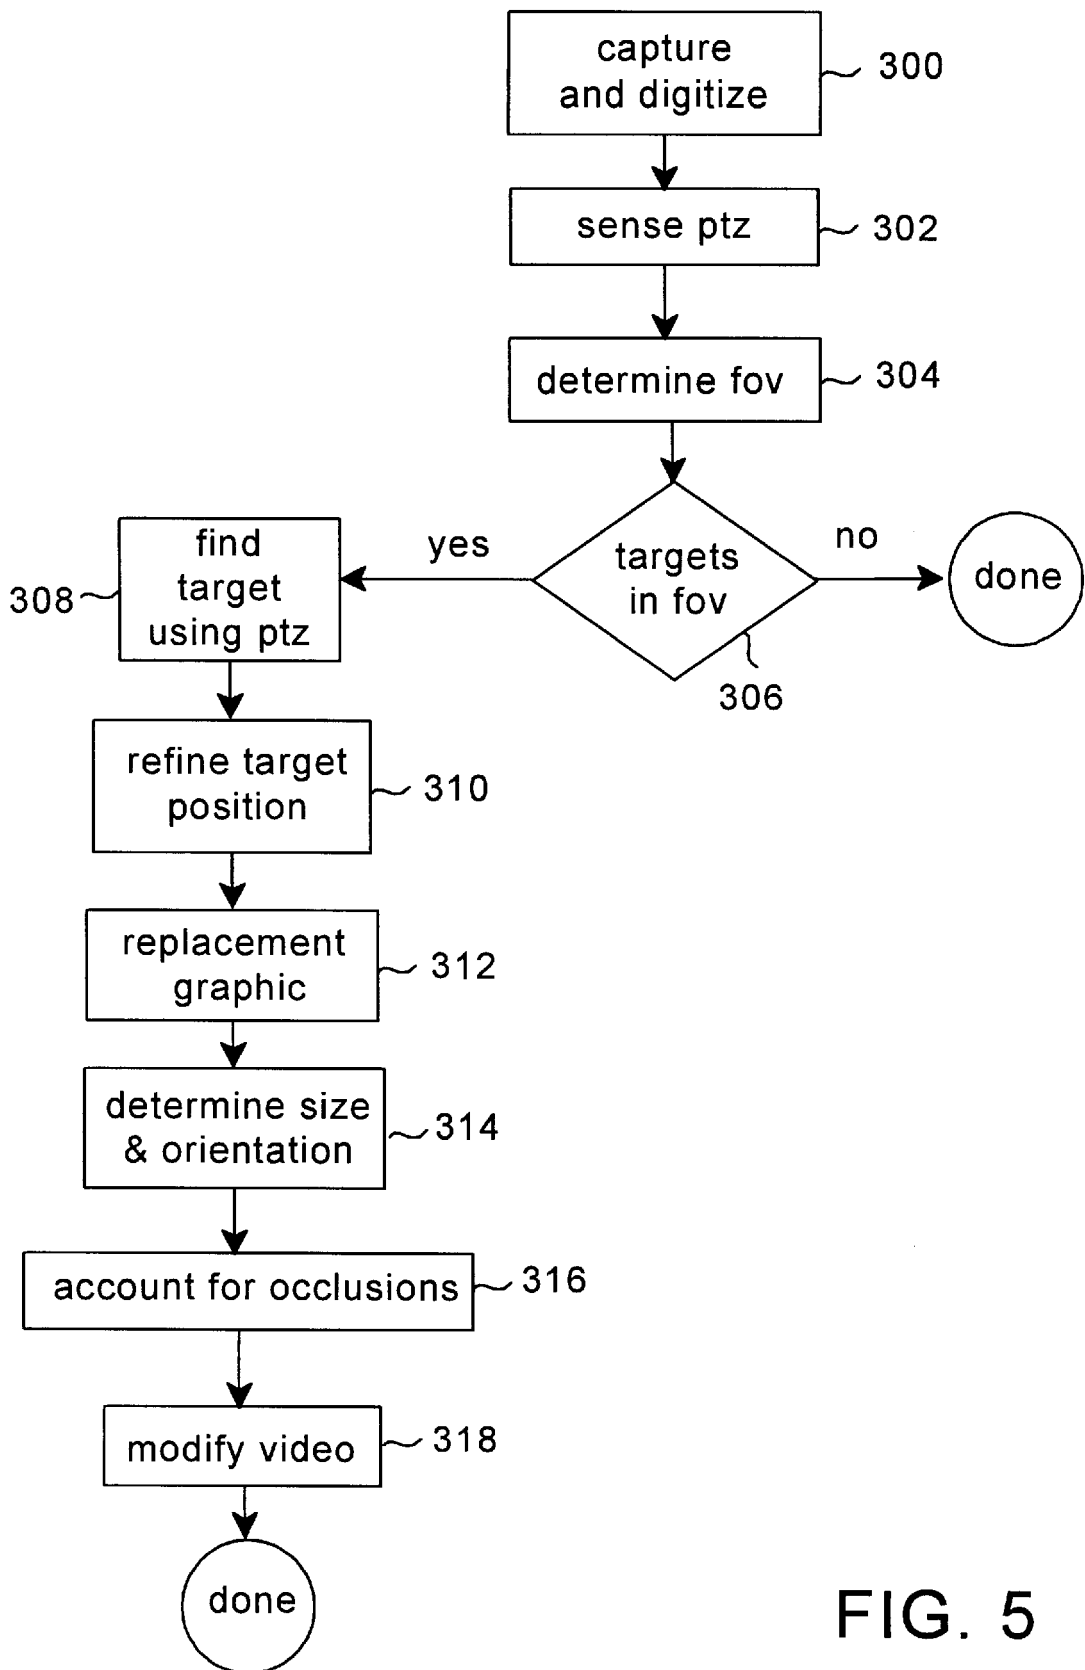 capture
and digitize
300
sense ptz
302
determine fov
304
targets
in fov
306
yes
no
done
find
target
using ptz
308
refine target
position
310
replacement
graphic
312
determine size
& orientation
314
account for occlusions
316
modify video
318
done
FIG. 5